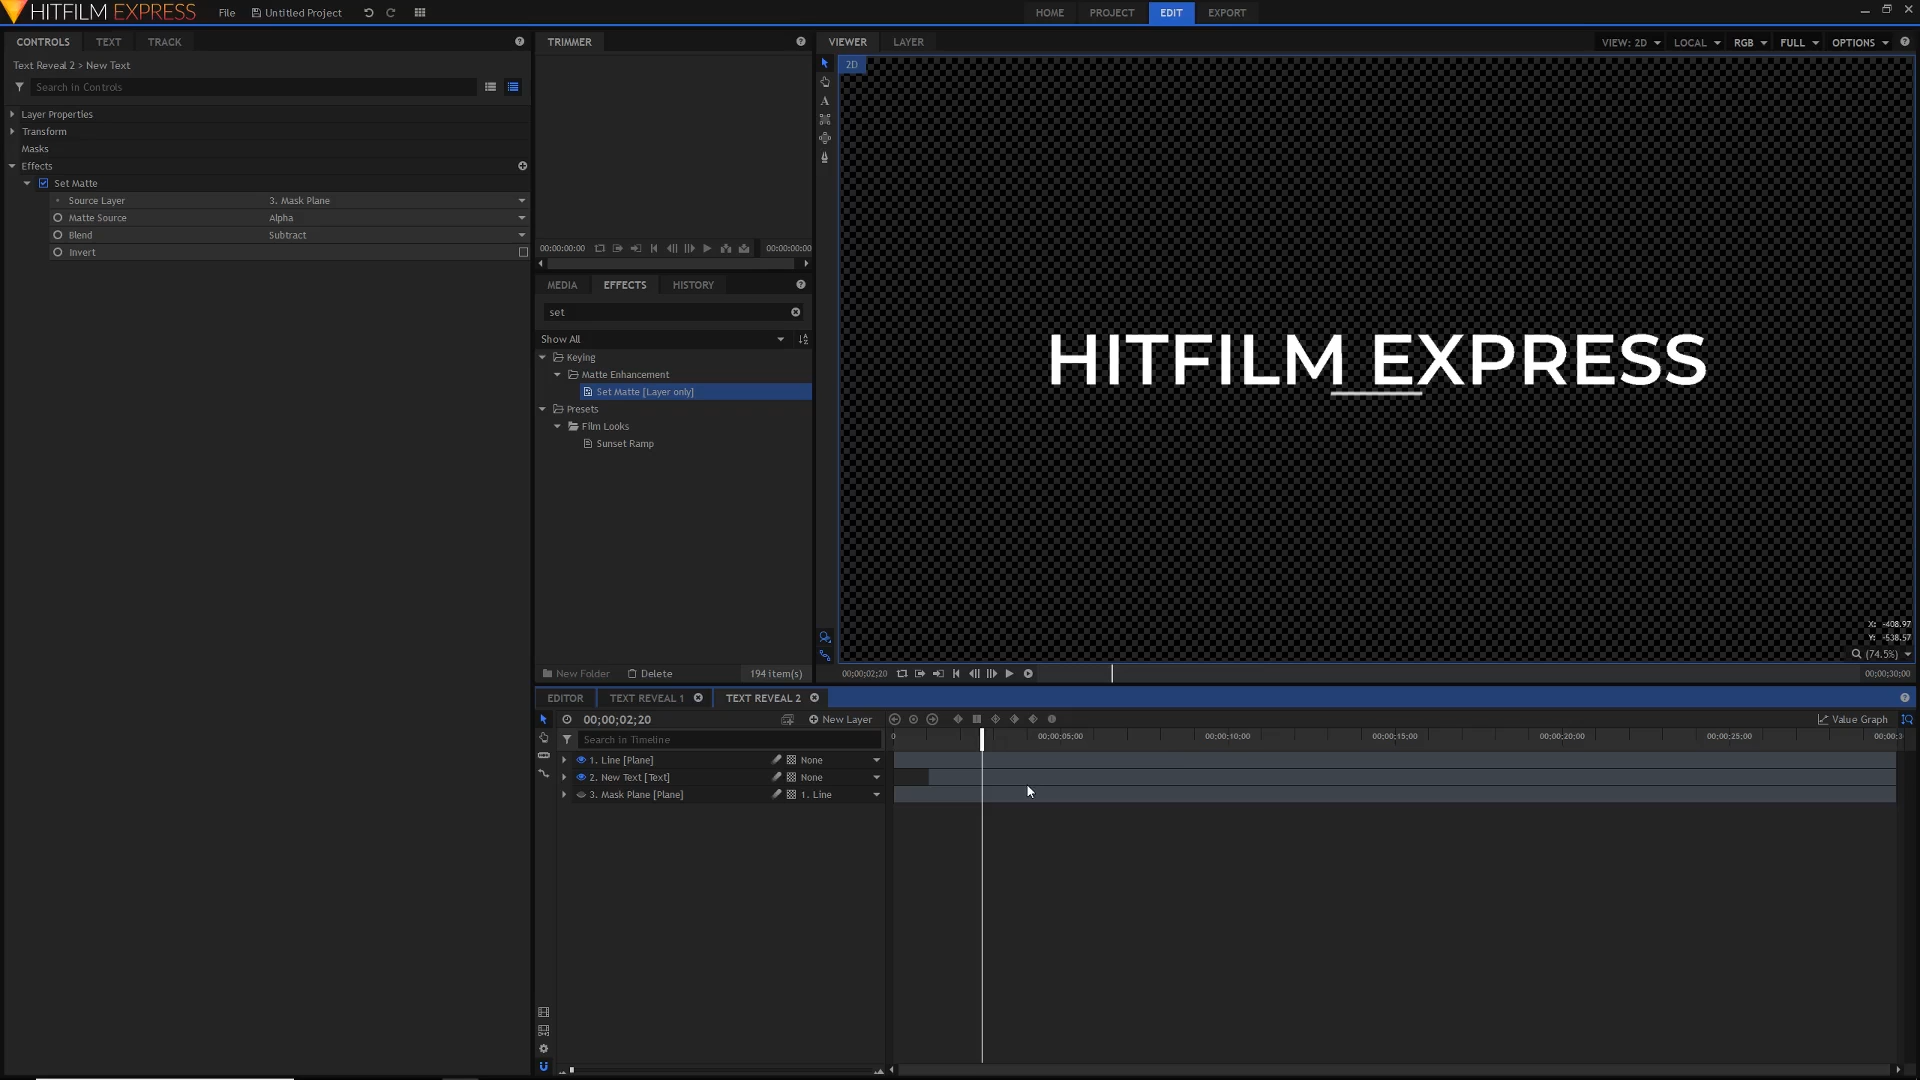 HITFILM EXPRESS File Untitled Project HOME PROJECT EDIT EXPORT
CONTROLS TEXT TRACK
Text Reveal 2 > New Text
Search in Controls
Layer Properties
Transform
Masks
Effects
Set Matte
Source Layer 3. Mask Plane
Matte Source Alpha
Blend Subtract
Invert
TRIMMER
00:00:00:00 00:00:00:00
MEDIA EFFECTS HISTORY
set
Show All
Keying
Matte Enhancement
Set Matte [Layer only]
Presets
Film Looks
Sunset Ramp
New Folder Delete 194 item(s)
VIEWER LAYER VIEW: 2D LOCAL RGB FULL OPTIONS
2D
A
HITFILM EXPRESS
X: -408.97
Y: -538.57
(74.5%)
00;00;02;20 00;00;30;00
EDITOR TEXT REVEAL 1 TEXT REVEAL 2
00;00;02;20 New Layer Value Graph
Search in Timeline
0 00;00;05;00 00;00;10;00 00;00;15;00 00;00;20;00 00;00;25;00
1. Line [Plane] None
2. New Text [Text] None
3. Mask Plane [Plane] 1. Line